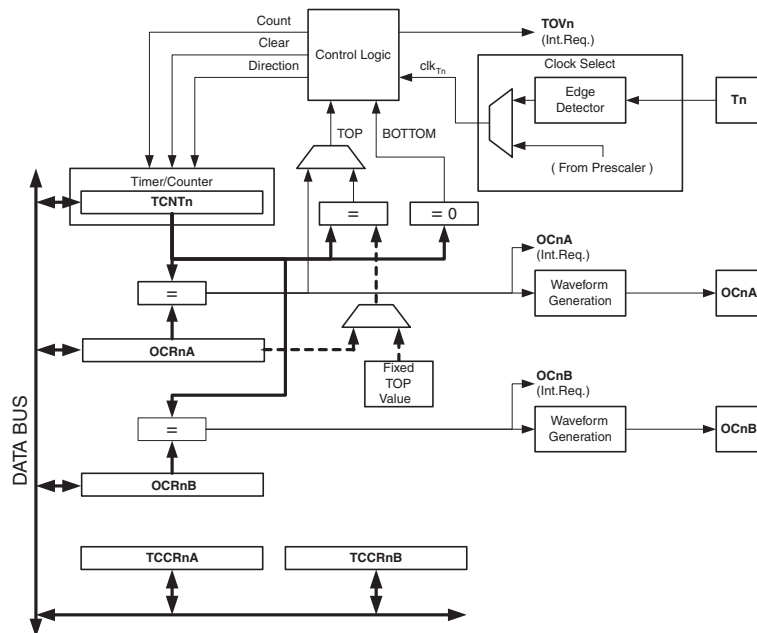 Count
Clear
Direction
Control Logic
TOVn
(Int.Req.)
clkTn
Clock Select
Edge
Detector
Tn
( From Prescaler )
TOP
BOTTOM
Timer/Counter
TCNTn
=
= 0
OCnA
(Int.Req.)
=
Waveform
Generation
OCnA
OCRnA
Fixed
TOP
Value
OCnB
(Int.Req.)
=
Waveform
Generation
OCnB
OCRnB
DATA BUS
TCCRnA
TCCRnB